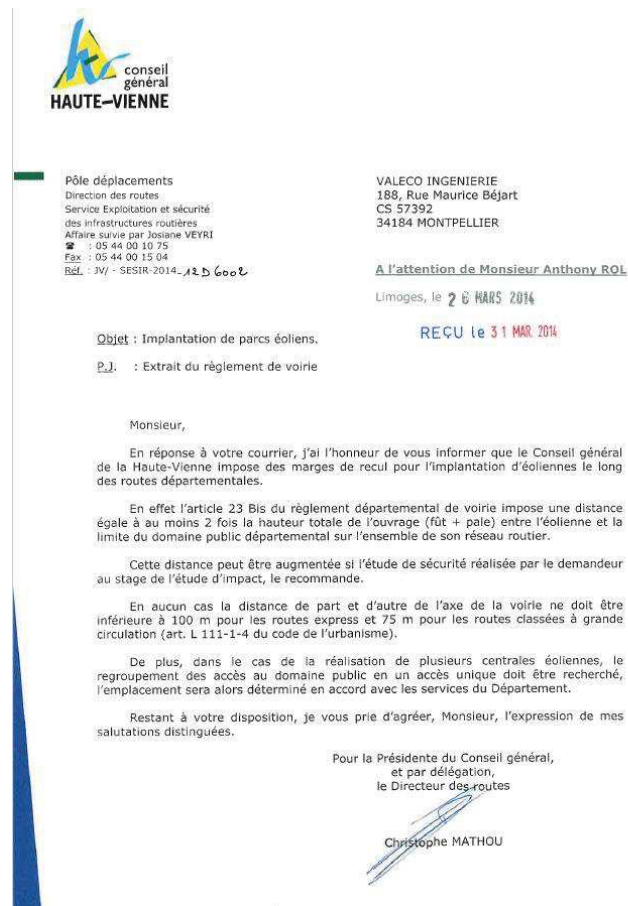 conseil
général
HAUTE-VIENNE
Pôle déplacements
Direction des routes
Service Exploitation et sécurité
des infrastructures routières
Affaire suivie par Josiane VEYRI
☎ : 05 44 00 10 75
Fax : 05 44 00 15 04
Réf. : JV/ - SESIR-2014-12D6002
VALECO INGENIERIE
188, Rue Maurice Béjart
CS 57392
34184 MONTPELLIER
A l'attention de Monsieur Anthony ROL
Limoges, le 26 MARS 2014
REÇU le 31 MAR. 2014
Objet : Implantation de parcs éoliens.
P.J. : Extrait du règlement de voirie
Monsieur,
En réponse à votre courrier, j'ai l'honneur de vous informer que le Conseil général
de la Haute-Vienne impose des marges de recul pour l'implantation d'éoliennes le long
des routes départementales.
En effet l'article 23 Bis du règlement départemental de voirie impose une distance
égale à au moins 2 fois la hauteur totale de l'ouvrage (fût + pale) entre l'éolienne et la
limite du domaine public départemental sur l'ensemble de son réseau routier.
Cette distance peut être augmentée si l'étude de sécurité réalisée par le demandeur
au stage de l'étude d'impact, le recommande.
En aucun cas la distance de part et d'autre de l'axe de la voirie ne doit être
inférieure à 100 m pour les routes express et 75 m pour les routes classées à grande
circulation (art. L 111-1-4 du code de l'urbanisme).
De plus, dans le cas de la réalisation de plusieurs centrales éoliennes, le
regroupement des accès au domaine public en un accès unique doit être recherché,
l'emplacement sera alors déterminé en accord avec les services du Département.
Restant à votre disposition, je vous prie d'agréer, Monsieur, l'expression de mes
salutations distinguées.
Pour la Présidente du Conseil général,
et par délégation,
le Directeur des routes
Christophe MATHOU